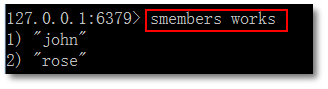 127.0.0.1:6379> smembers works
1) "john"
2) "rose"